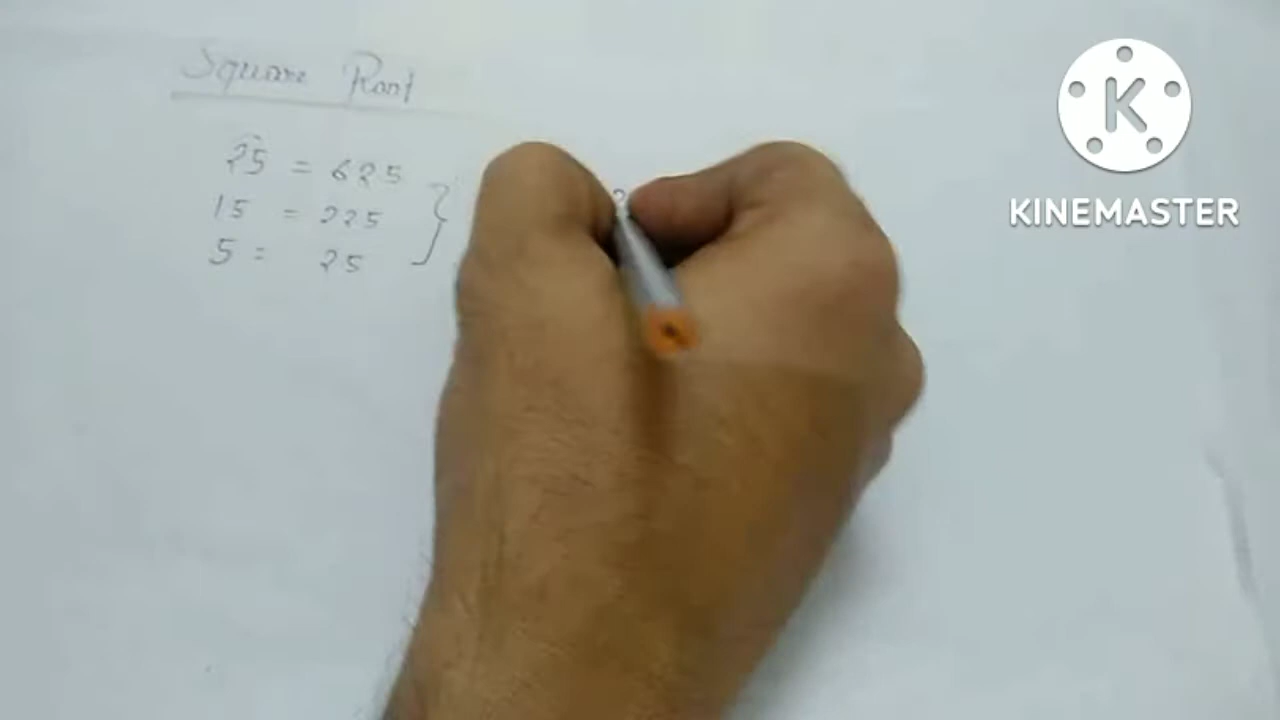 Square Root
25 = 625
15 = 225
5 = 25
KINEMASTER